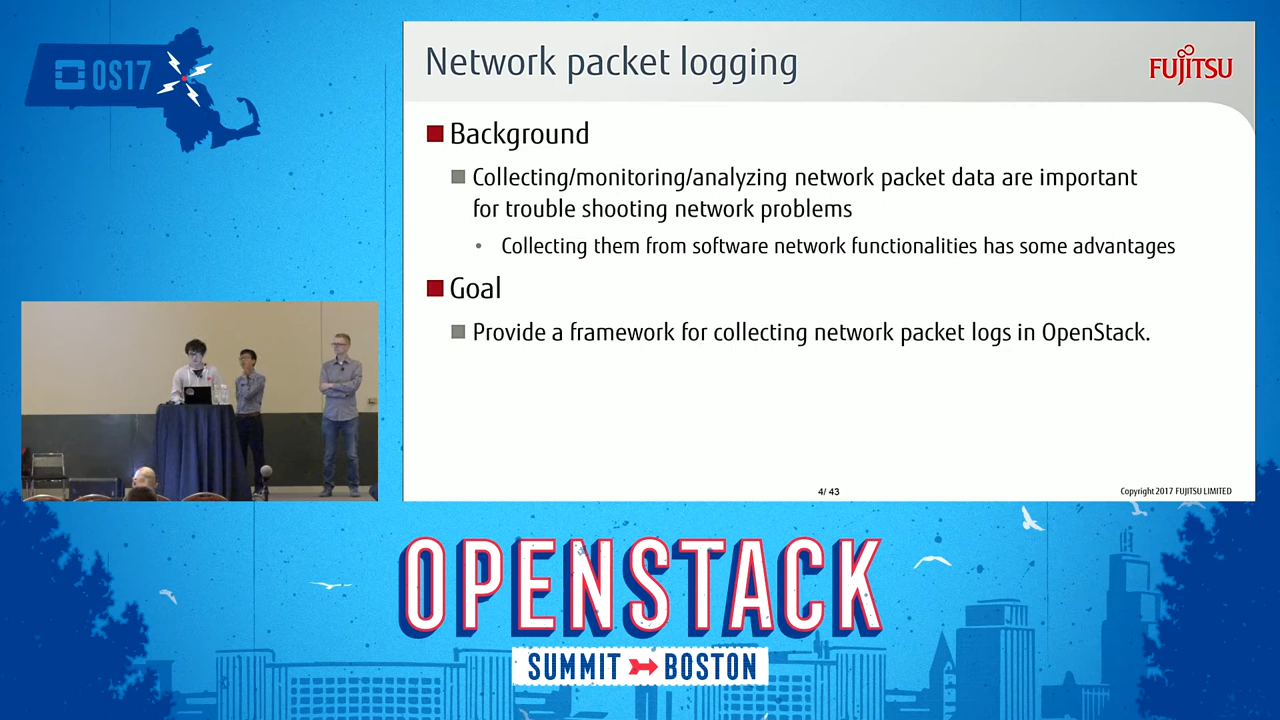 OS17
Network packet logging
FUJITSU
Background
Collecting/monitoring/analyzing network packet data are important
for trouble shooting network problems
• Collecting them from software network functionalities has some advantages
Goal
Provide a framework for collecting network packet logs in OpenStack.
4/ 43
Copyright 2017 FUJITSU LIMITED
OPENSTACK
SUMMIT BOSTON